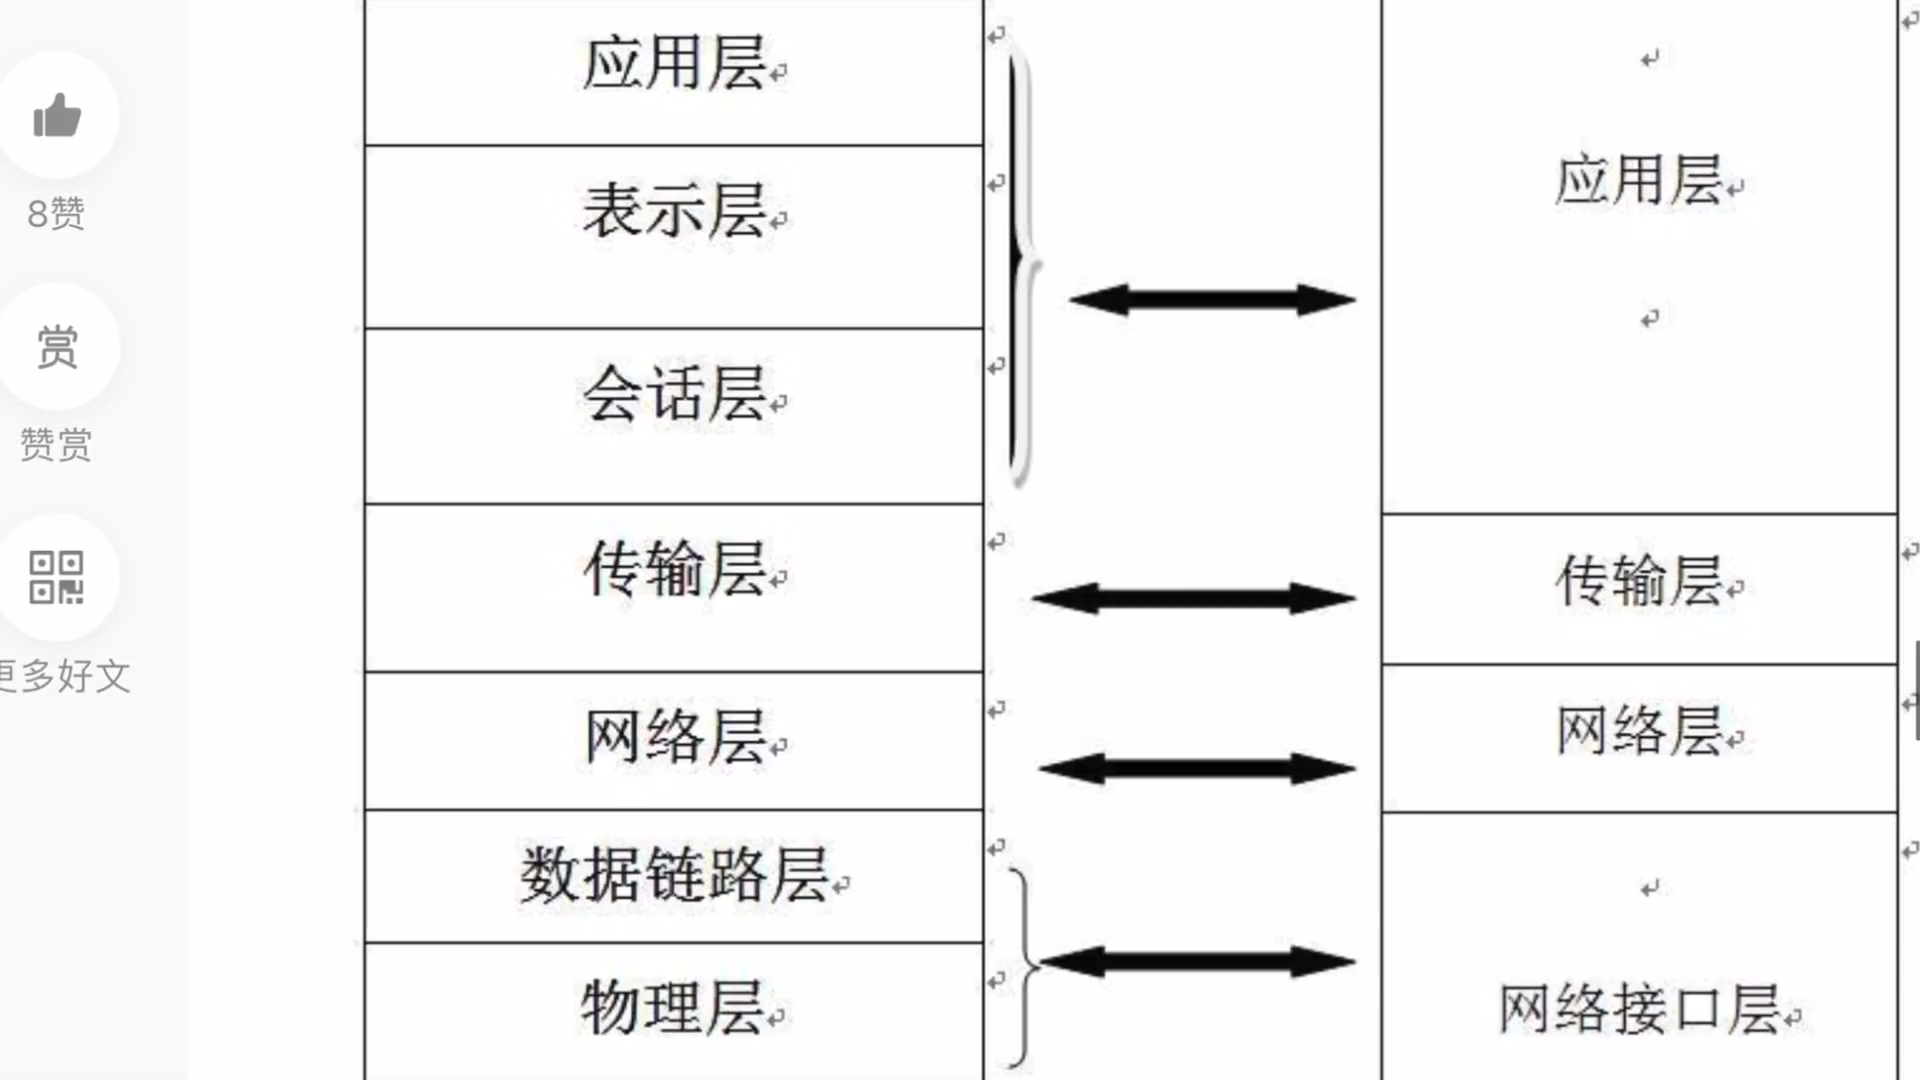 8赞
赏
赞赏
更多好文
应用层
表示层
会话层
传输层
网络层
数据链路层
物理层
应用层
传输层
网络层
网络接口层